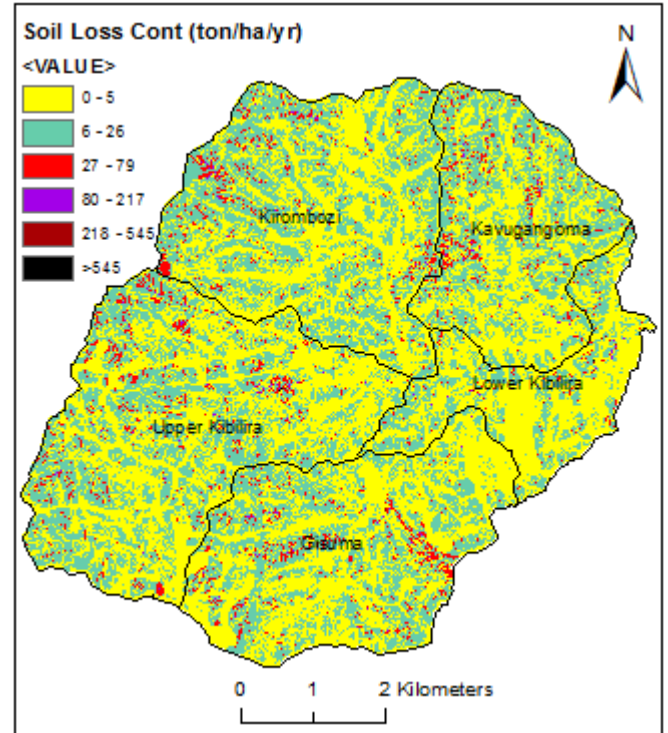 Soil Loss Cont (ton/ha/yr)
N
<VALUE>
0 - 5
6 - 26
27 - 79
80 - 217
218 - 545
>545
Kirombozi
Kavugangoma
Lower Kibilira
Upper Kibilira
Gisuma
0 1 2 Kilometers